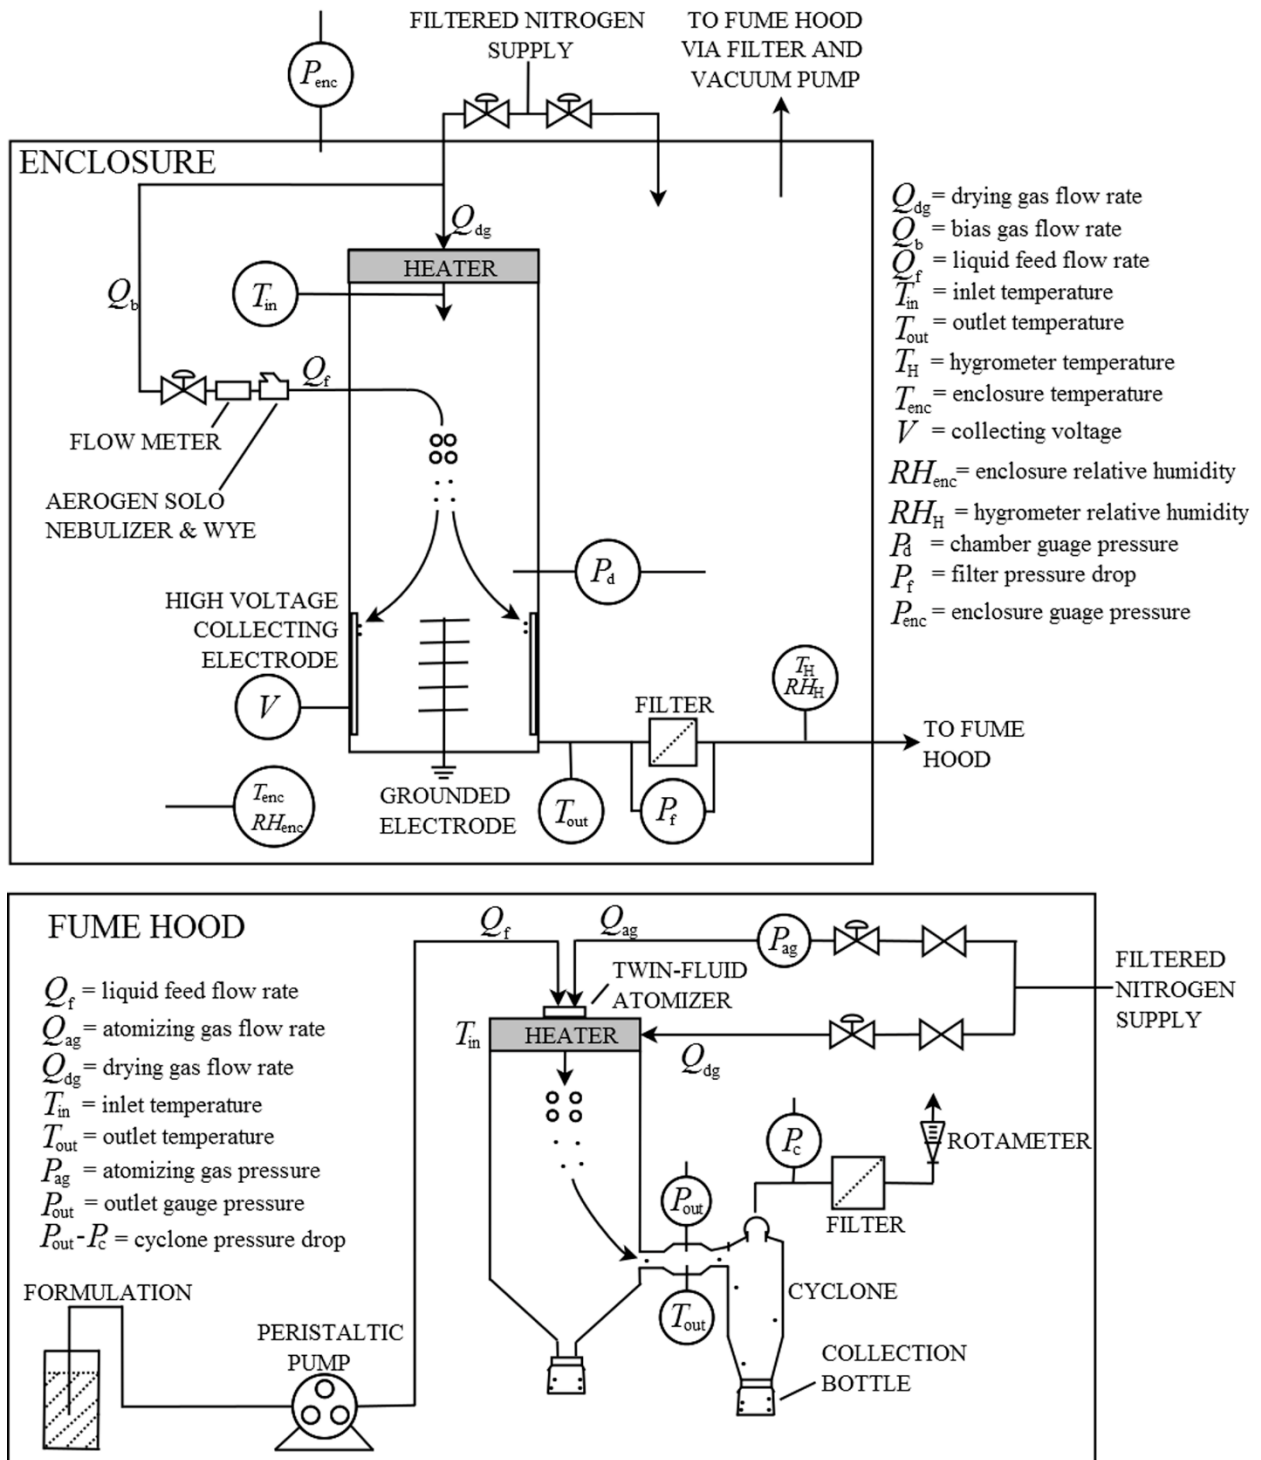 FILTERED NITROGEN
SUPPLY
TO FUME HOOD
VIA FILTER AND
VACUUM PUMP
Penc
ENCLOSURE
Qdg
HEATER
Tin
Qb
Qf
FLOW METER
AEROGEN SOLO
NEBULIZER & WYE
Pd
HIGH VOLTAGE
COLLECTING
ELECTRODE
V
TH
RHH
FILTER
TO FUME
HOOD
Tenc
RHenc
GROUNDED
ELECTRODE
Tout
Pf
Qdg = drying gas flow rate
Qb = bias gas flow rate
Qf = liquid feed flow rate
Tin = inlet temperature
Tout = outlet temperature
TH = hygrometer temperature
Tenc = enclosure temperature
V = collecting voltage
RHenc = enclosure relative humidity
RHH = hygrometer relative humidity
Pd = chamber guage pressure
Pf = filter pressure drop
Penc = enclosure guage pressure
FUME HOOD
Qf = liquid feed flow rate
Qag = atomizing gas flow rate
Qdg = drying gas flow rate
Tin = inlet temperature
Tout = outlet temperature
Pag = atomizing gas pressure
Pout = outlet gauge pressure
Pout-Pc = cyclone pressure drop
FORMULATION
PERISTALTIC
PUMP
Qf
Qag
Pag
TWIN-FLUID
ATOMIZER
FILTERED
NITROGEN
SUPPLY
Tin
HEATER
Qdg
Pc
ROTAMETER
Pout
FILTER
CYCLONE
Tout
COLLECTION
BOTTLE